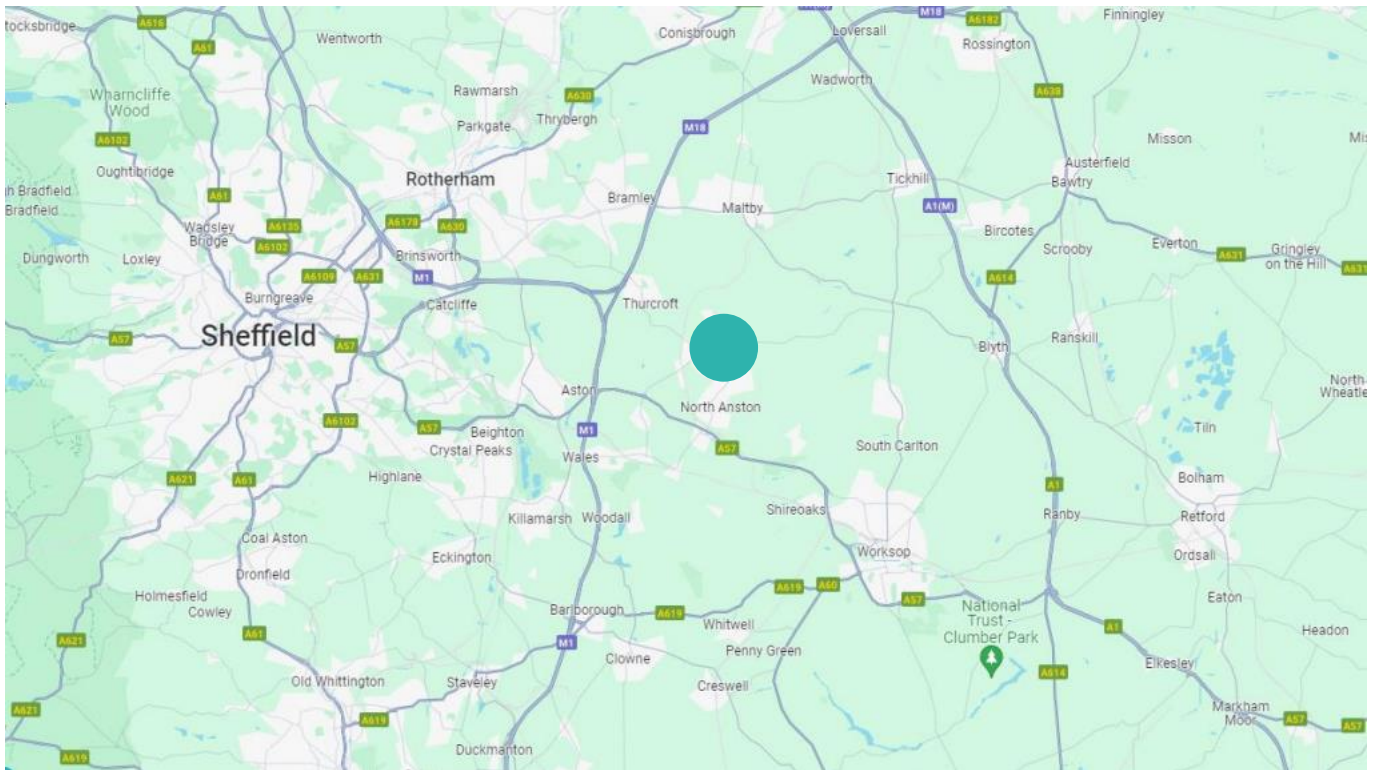 tocksbridge
A616
A61
Wentworth
Conisbrough
M18
Loversall
A6182
Finningley
Rossington
Wharncliffe
Wood
Rawmarsh
A630
Wadworth
A638
Parkgate
Thrybergh
M18
A6102
Misson
Mis
Oughtibridge
Rotherham
Austerfield
Bawtry
Tickhill
gh Bradfield
Bradfield
A61
Bramley
Maltby
A1(M)
Wadsley
Bridge
A6135
A6178
A630
Bircotes
A6102
Brinsworth
Scrooby
Everton
A631
Gringley
on the Hill
A631
Dungworth
Loxley
A6109
A631
M1
A614
Burngreave
Catcliffe
Thurcroft
Sheffield
A57
A57
Blyth
Ranskill
Aston
North Anston
North
Wheatle
A6102
A57
Beighton
M1
A57
Tiln
Crystal Peaks
Wales
South Carlton
A621
A61
Highlane
Bolham
A1
Killamarsh
Woodall
Shireoaks
Ranby
Retford
Coal Aston
Eckington
Worksop
Ordsall
Dronfield
Holmesfield
Cowley
A619
A60
A57
Eaton
Barlborough
A619
Whitwell
National
Trust -
Clumber Park
A1
Headon
A621
A61
M1
Clowne
Penny Green
Elkesley
Old Whittington
Staveley
Creswell
A614
A621
A619
Markham
Moor
A57
A57
A619
Duckmanton